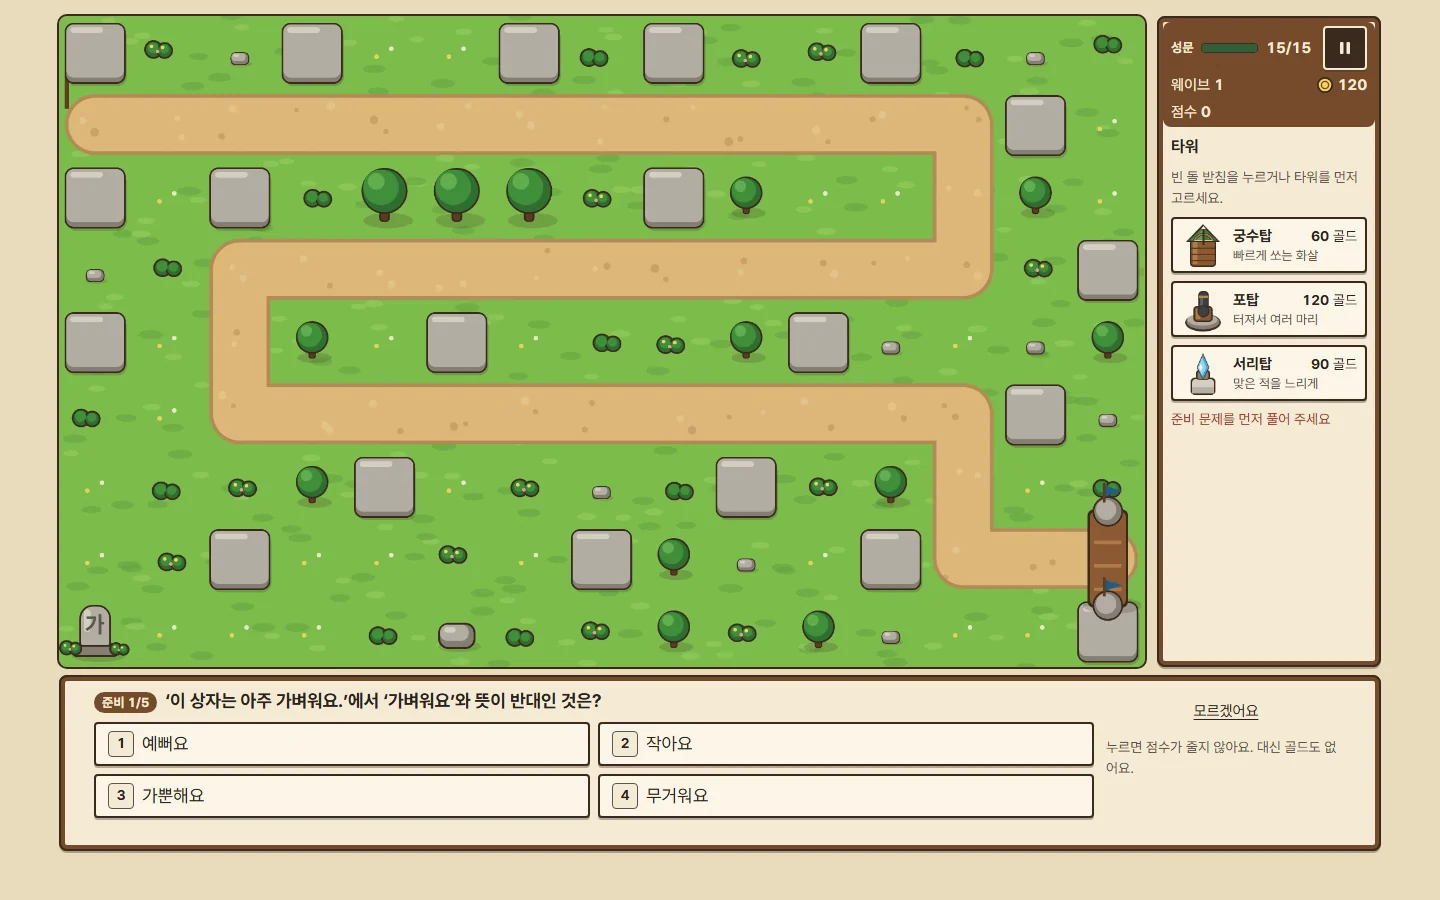 성문 15/15
웨이브 1 120
점수 0
타워
빈 돌 받침을 누르거나 타워를 먼저
고르세요.
궁수탑 60 골드
빠르게 쏘는 화살
포탑 120 골드
터져서 여러 마리
서리탑 90 골드
맞은 적을 느리게
준비 문제를 먼저 풀어 주세요
가
준비 1/5 ‘이 상자는 아주 가벼워요.’에서 ‘가벼워요’와 뜻이 반대인 것은?
1 예뻐요
2 작아요
3 가뿐해요
4 무거워요
모르겠어요
누르면 점수가 줄지 않아요. 대신 골드도 없
어요.